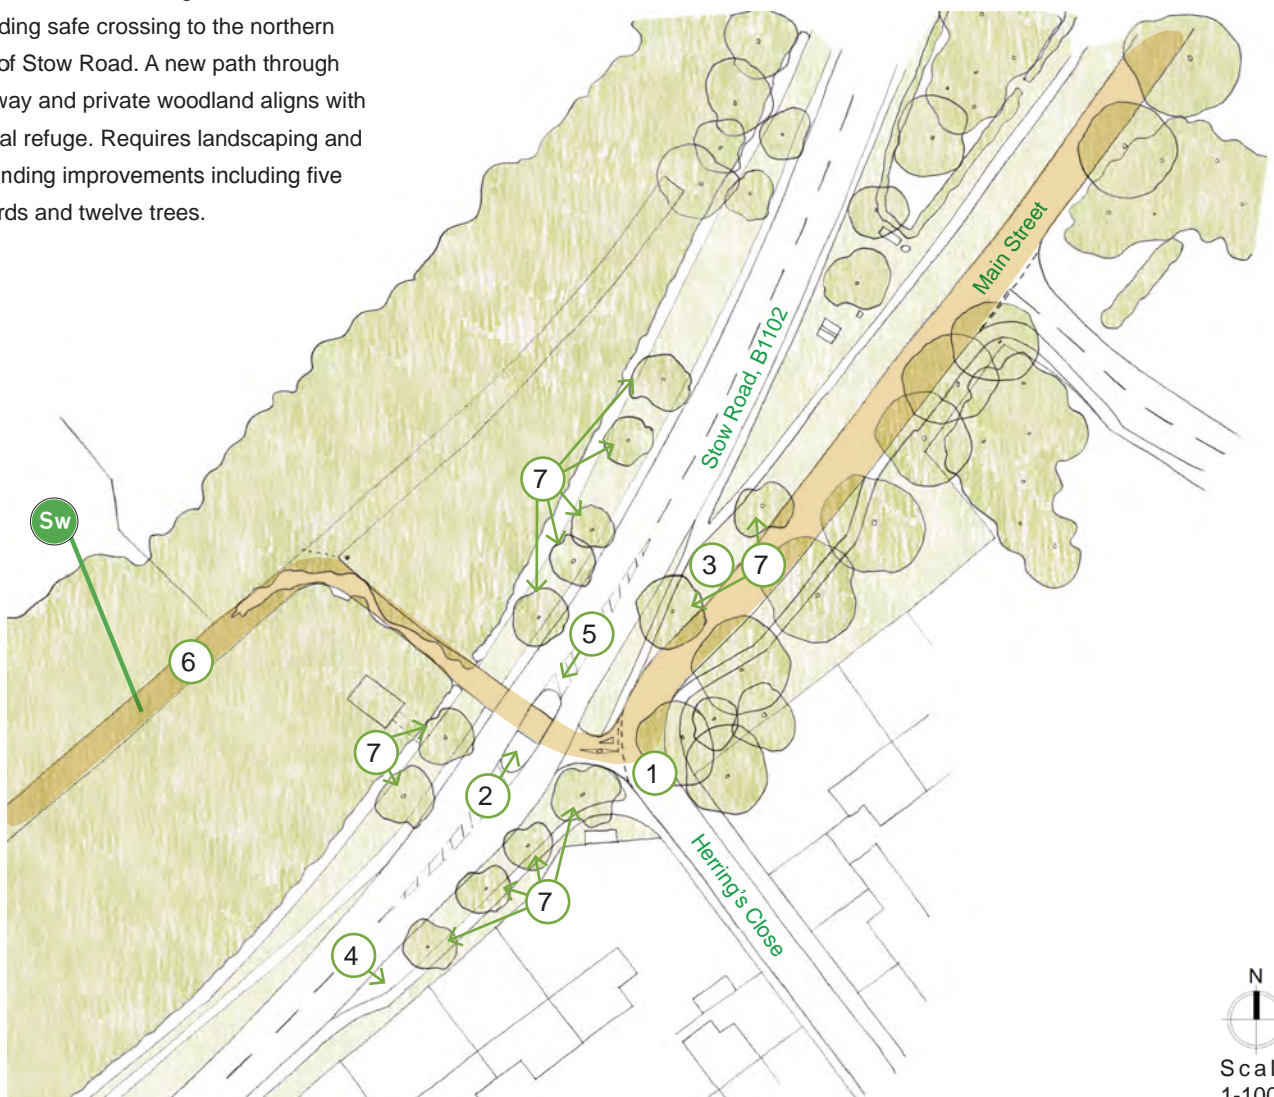 ding safe crossing to the northern
of Stow Road. A new path through
way and private woodland aligns with
al refuge. Requires landscaping and
nding improvements including five
rds and twelve trees.
Main Street
Stow Road, B1102
7
Sw
3
7
5
6
7
1
2
Herring's Close
7
4
N
Scal
1-100